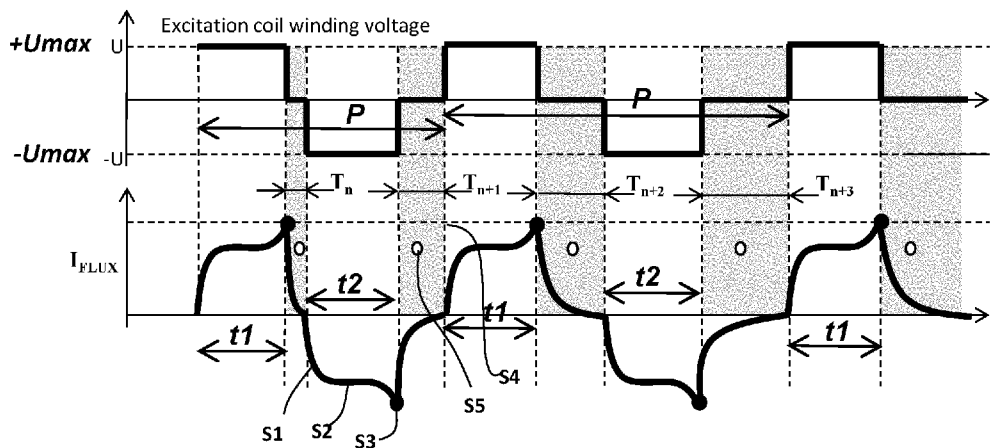 Excitation coil winding voltage
+Umax U
P P
-Umax -U
Tn Tn+1 Tn+2 Tn+3
IFLUX
O O O O O
t2 t2
t1 t1 t1
S4
S5
S1 S2 S3